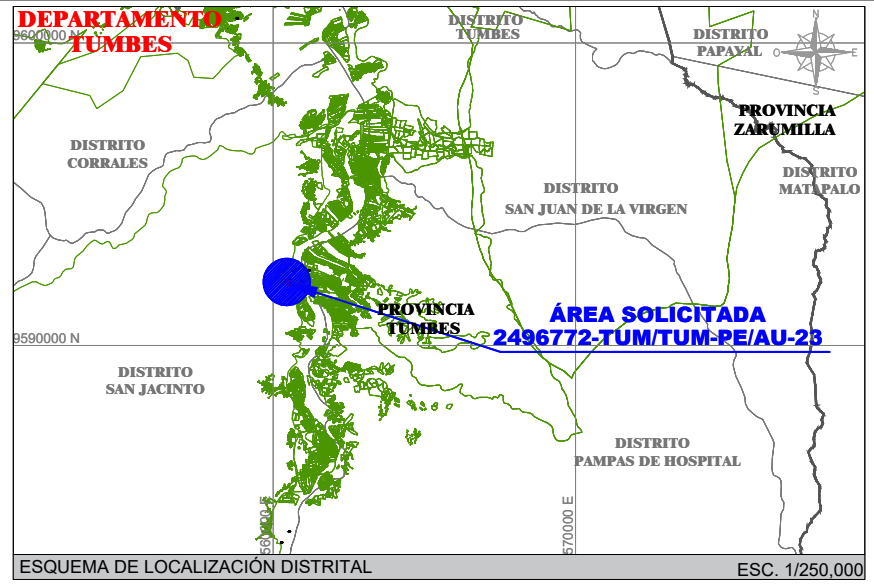 DEPARTAMENTO
TUMBES
9600000 N
DISTRITO
TUMBES
DISTRITO
PAPAYAL
N
O
E
S
PROVINCIA
ZARUMILLA
DISTRITO
CORRALES
DISTRITO
MATAPALO
DISTRITO
SAN JUAN DE LA VIRGEN
PROVINCIA
TUMBES
ÁREA SOLICITADA
2496772-TUM/TUM-PE/AU-23
9590000 N
DISTRITO
SAN JACINTO
DISTRITO
PAMPAS DE HOSPITAL
560000 E
570000 E
ESQUEMA DE LOCALIZACIÓN DISTRITAL
ESC. 1/250,000